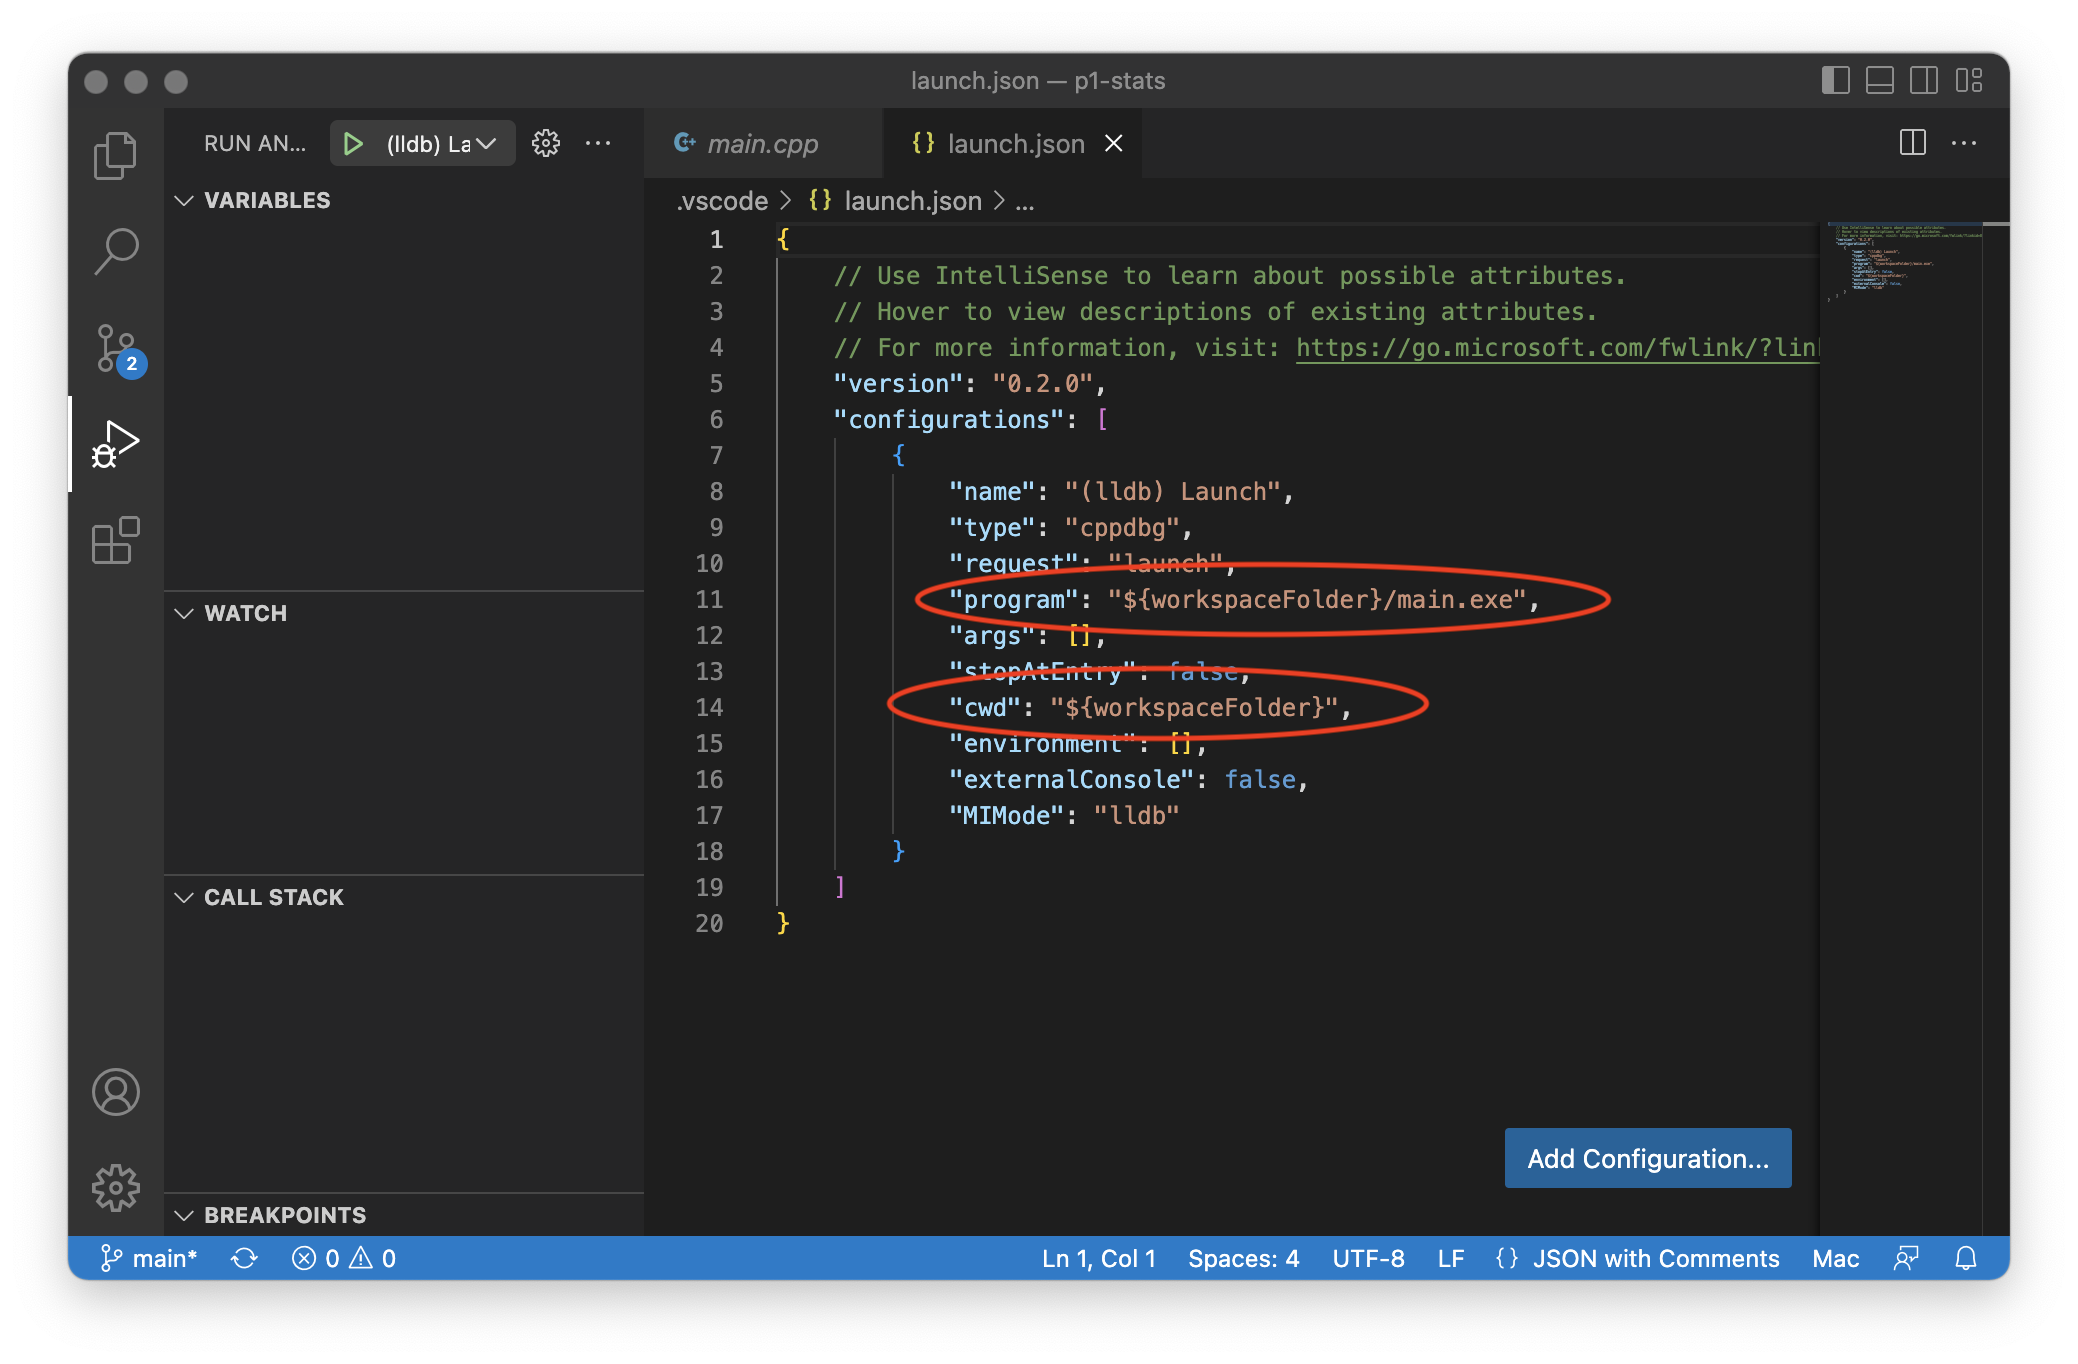 launch.json — p1-stats
RUN AN...
(lldb) La
main.cpp
{} launch.json
.vscode > {} launch.json > ...
VARIABLES
WATCH
CALL STACK
BREAKPOINTS
2
1 {
2 // Use IntelliSense to learn about possible attributes.
3 // Hover to view descriptions of existing attributes.
4 // For more information, visit: https://go.microsoft.com/fwlink/?lin
5 "version": "0.2.0",
6 "configurations": [
7 {
8 "name": "(lldb) Launch",
9 "type": "cppdbg",
10 "request": "launch",
11 "program": "${workspaceFolder}/main.exe",
12 "args": [],
13 "stopAtEntry": false,
14 "cwd": "${workspaceFolder}",
15 "environment": [],
16 "externalConsole": false,
17 "MIMode": "lldb"
18 }
19 ]
20 }
Add Configuration...
main* 0 0 Ln 1, Col 1 Spaces: 4 UTF-8 LF {} JSON with Comments Mac